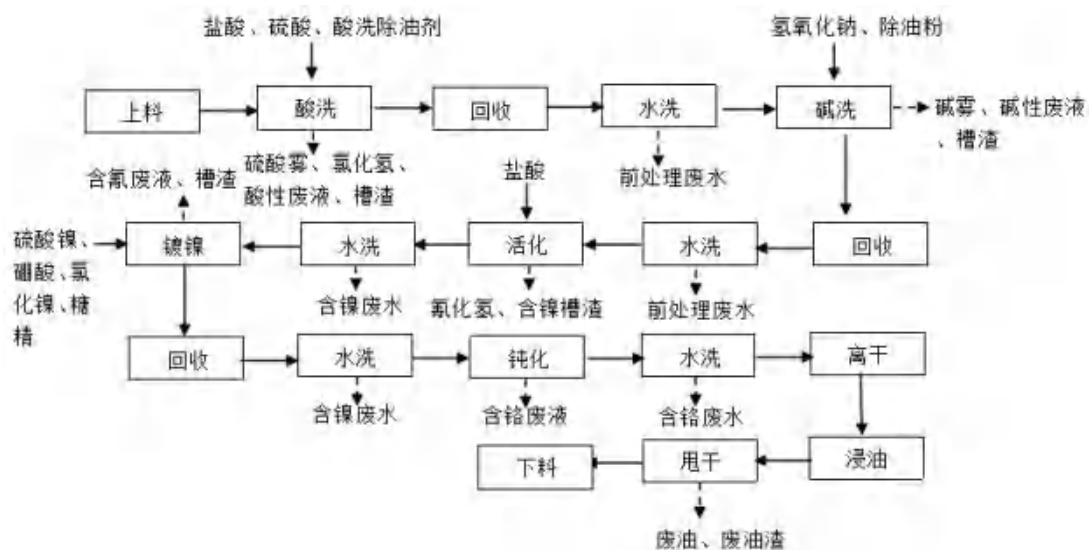 盐酸、硫酸、酸洗除油剂
氢氧化钠、除油粉
上料
酸洗
回收
水洗
碱洗
碱雾、碱性废液
、槽渣
硫酸雾、氯化氢、
酸性废液、槽渣
前处理废水
含氰废液、槽渣
盐酸
硫酸镍、
硼酸、氯
化镍、糖
精
镀镍
水洗
活化
水洗
回收
含镍废水
氰化氢、含镍槽渣
前处理废水
回收
水洗
钝化
水洗
离干
含镍废水
含铬废液
含铬废水
下料
甩干
浸油
废油、废油渣